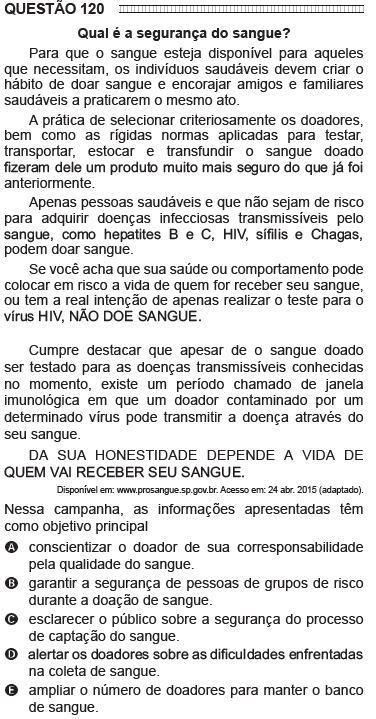 QUESTÃO 120
Qual é a segurança do sangue?
Para que o sangue esteja disponível para aqueles
que necessitam, os indivíduos saudáveis devem criar o
hábito de doar sangue e encorajar amigos e familiares
saudáveis a praticarem o mesmo ato.
A prática de selecionar criteriosamente os doadores,
bem como as rígidas normas aplicadas para testar,
transportar, estocar e transfundir o sangue doado
fizeram dele um produto muito mais seguro do que já foi
anteriormente.
Apenas pessoas saudáveis e que não sejam de risco
para adquirir doenças infecciosas transmissíveis pelo
sangue, como hepatites B e C, HIV, sífilis e Chagas,
podem doar sangue.
Se você acha que sua saúde ou comportamento pode
colocar em risco a vida de quem for receber seu sangue,
ou tem a real intenção de apenas realizar o teste para o
vírus HIV, NÃO DOE SANGUE.
Cumpre destacar que apesar de o sangue doado
ser testado para as doenças transmissíveis conhecidas
no momento, existe um período chamado de janela
imunológica em que um doador contaminado por um
determinado vírus pode transmitir a doença através do
seu sangue.
DA SUA HONESTIDADE DEPENDE A VIDA DE
QUEM VAI RECEBER SEU SANGUE.
Disponível em: www.prosangue.sp.gov.br. Acesso em: 24 abr. 2015 (adaptado).
Nessa campanha, as informações apresentadas têm
como objetivo principal
A conscientizar o doador de sua corresponsabilidade
pela qualidade do sangue.
B garantir a segurança de pessoas de grupos de risco
durante a doação de sangue.
C esclarecer o público sobre a segurança do processo
de captação do sangue.
D alertar os doadores sobre as dificuldades enfrentadas
na coleta de sangue.
E ampliar o número de doadores para manter o banco
de sangue.